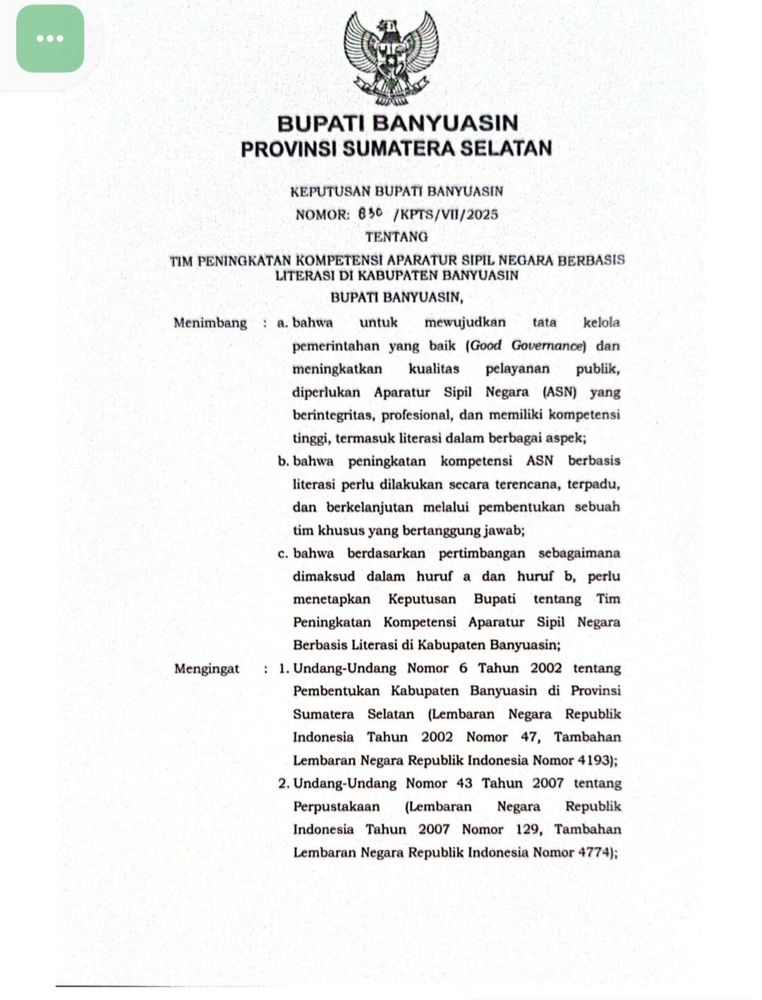 BUPATI BANYUASIN
PROVINSI SUMATERA SELATAN
KEPUTUSAN BUPATI BANYUASIN
NOMOR: 830 /KPTS/VII/2025
TENTANG
TIM PENINGKATAN KOMPETENSI APARATUR SIPIL NEGARA BERBASIS
LITERASI DI KABUPATEN BANYUASIN
BUPATI BANYUASIN,
Menimbang : a. bahwa untuk mewujudkan tata kelola
pemerintahan yang baik (Good Governance) dan
meningkatkan kualitas pelayanan publik,
diperlukan Aparatur Sipil Negara (ASN) yang
berintegritas, profesional, dan memiliki kompetensi
tinggi, termasuk literasi dalam berbagai aspek;
b. bahwa peningkatan kompetensi ASN berbasis
literasi perlu dilakukan secara terencana, terpadu,
dan berkelanjutan melalui pembentukan sebuah
tim khusus yang bertanggung jawab;
c. bahwa berdasarkan pertimbangan sebagaimana
dimaksud dalam huruf a dan huruf b, perlu
menetapkan Keputusan Bupati tentang Tim
Peningkatan Kompetensi Aparatur Sipil Negara
Berbasis Literasi di Kabupaten Banyuasin;
Mengingat : 1. Undang-Undang Nomor 6 Tahun 2002 tentang
Pembentukan Kabupaten Banyuasin di Provinsi
Sumatera Selatan (Lembaran Negara Republik
Indonesia Tahun 2002 Nomor 47, Tambahan
Lembaran Negara Republik Indonesia Nomor 4193);
2. Undang-Undang Nomor 43 Tahun 2007 tentang
Perpustakaan (Lembaran Negara Republik
Indonesia Tahun 2007 Nomor 129, Tambahan
Lembaran Negara Republik Indonesia Nomor 4774);